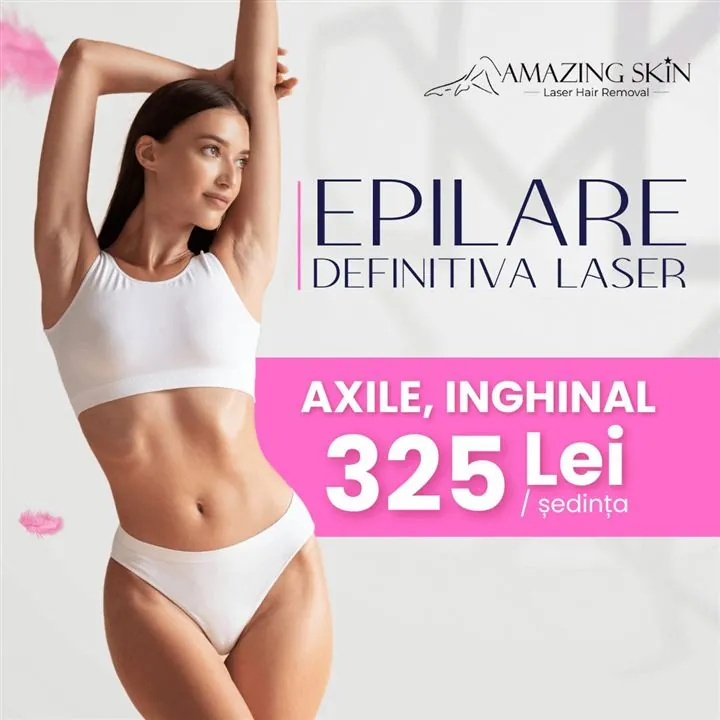 AMAZING SKIN
Laser Hair Removal
EPILARE
DEFINITIVA LASER
AXILE, INGHINAL
325 Lei
/ ședința